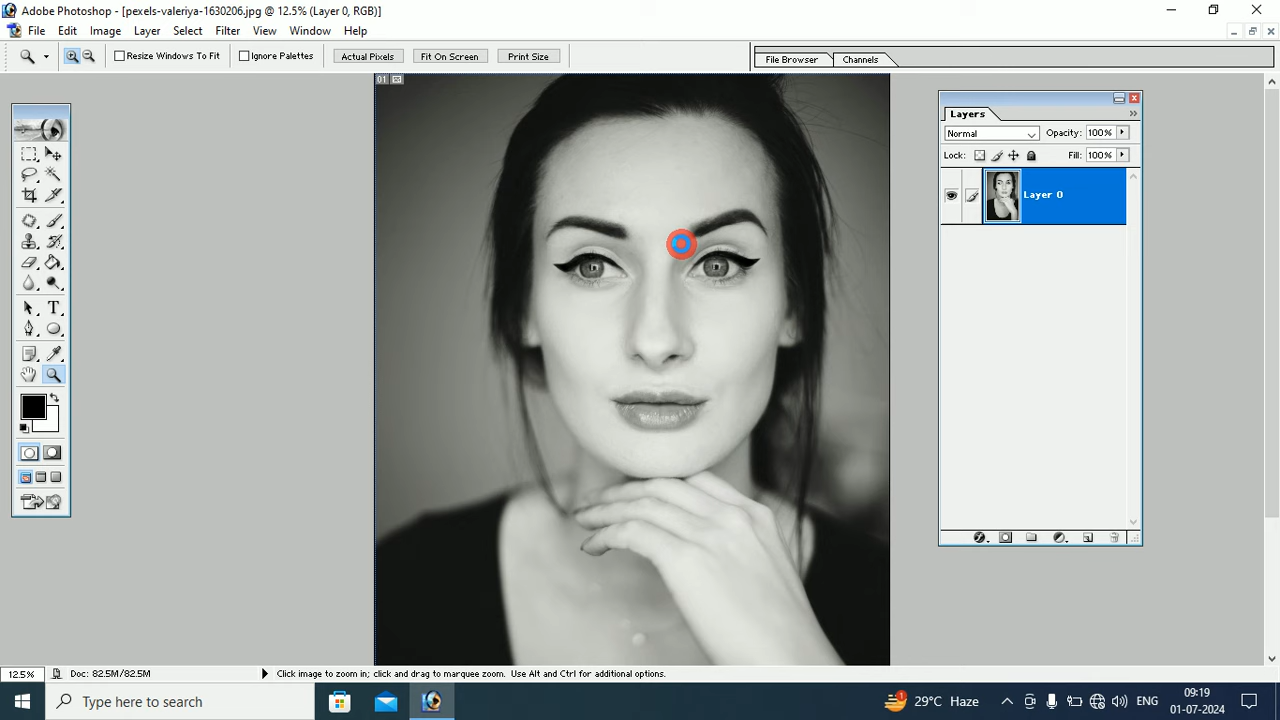 Adobe Photoshop - [pexels-valeriya-1630206.jpg @ 12.5% (Layer 0, RGB)]
File Edit Image Layer Select Filter View Window Help
Resize Windows To Fit Ignore Palettes Actual Pixels Fit On Screen Print Size File Browser Channels
01
Layers
Normal Opacity: 100%
Lock: Fill: 100%
Layer 0
T
12.5% Doc: 82.5M/82.5M Click image to zoom in; click and drag to marquee zoom. Use Alt and Ctrl for additional options.
Type here to search 1 29°C Haze ENG 09:19
01-07-2024